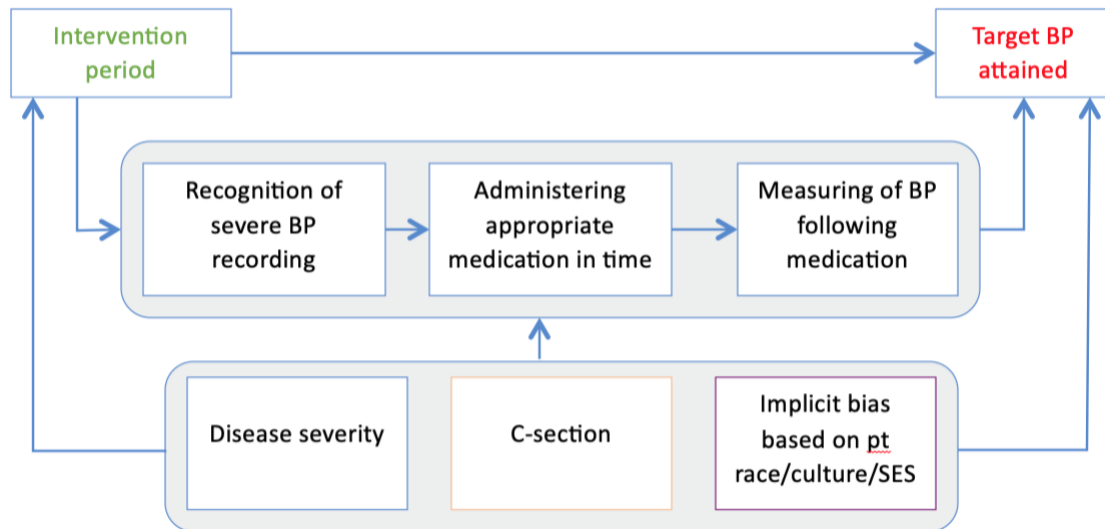 Intervention
period
Target BP
attained
Recognition of
severe BP
recording
Administering
appropriate
medication in time
Measuring of BP
following
medication
Disease severity
C-section
Implicit bias
based on pt
race/culture/SES